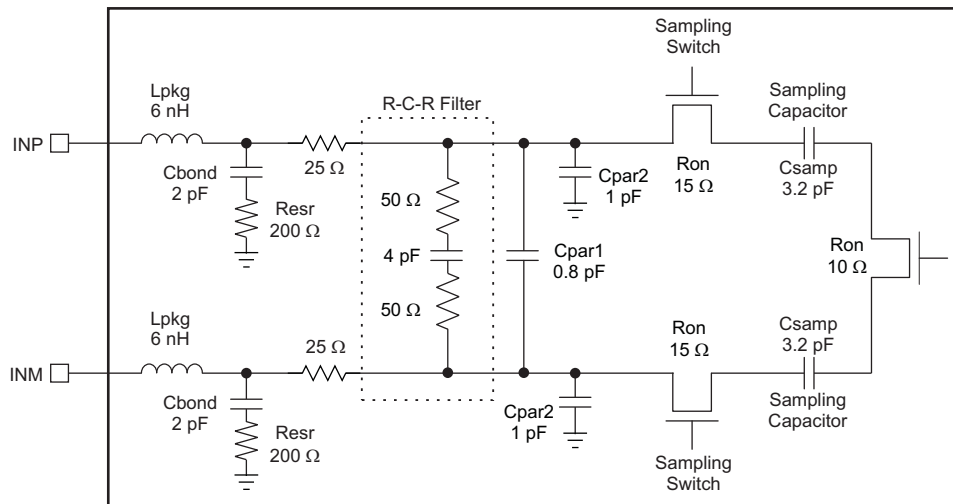 Sampling
Switch
Lpkg
6 nH
R-C-R Filter
Sampling
Capacitor
INP
25 Ω
Cbond
2 pF
Ron
15 Ω
Csamp
3.2 pF
Cpar2
1 pF
50 Ω
Resr
200 Ω
4 pF
Cpar1
0.8 pF
Ron
10 Ω
50 Ω
Lpkg
6 nH
25 Ω
Ron
15 Ω
Csamp
3.2 pF
INM
Sampling
Capacitor
Cbond
2 pF
Cpar2
1 pF
Resr
200 Ω
Sampling
Switch